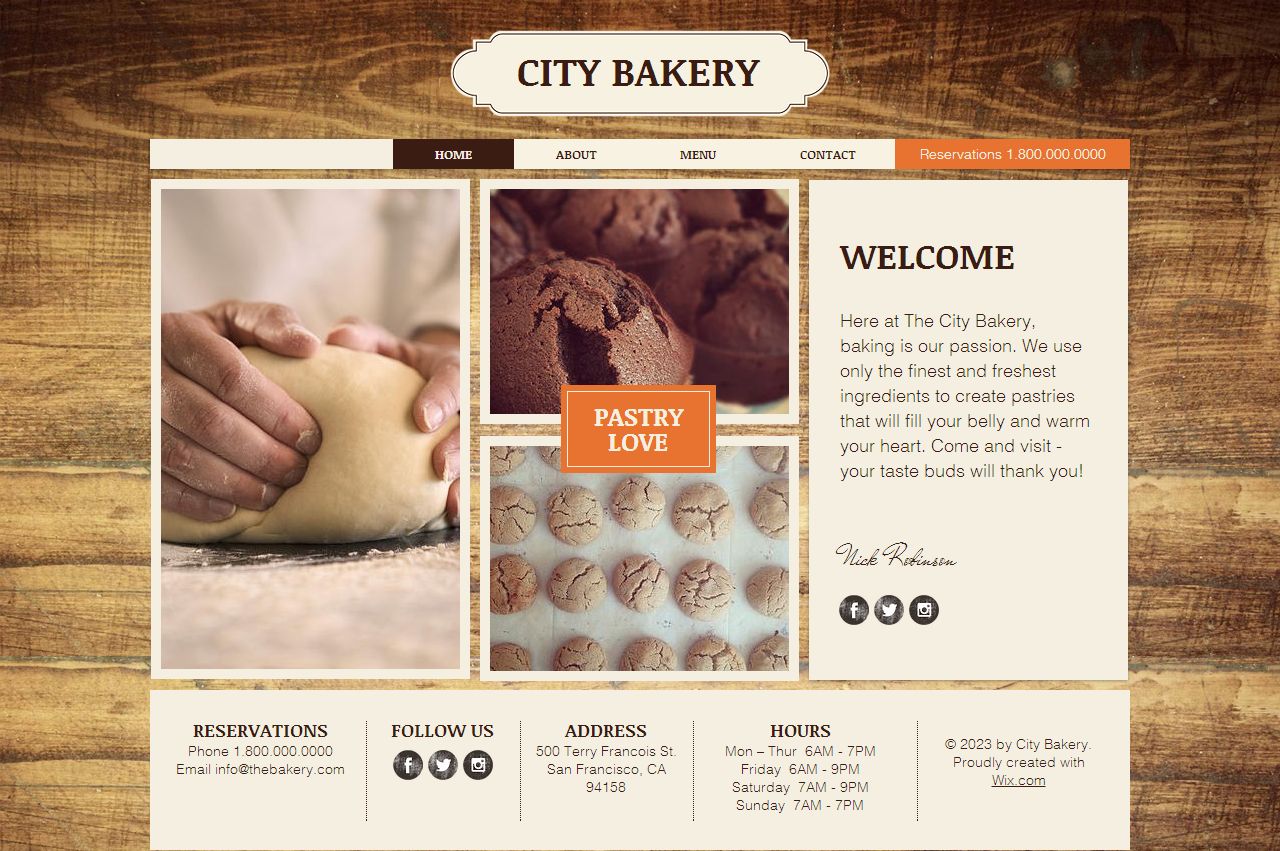 CITY BAKERY
HOME
ABOUT
MENU
CONTACT
Reservations 1.800.000.0000
PASTRY
LOVE
WELCOME
Here at The City Bakery,
baking is our passion. We use
only the finest and freshest
ingredients to create pastries
that will fill your belly and warm
your heart. Come and visit -
your taste buds will thank you!
Nick Robinson
RESERVATIONS
Phone 1.800.000.0000
Email info@thebakery.com
FOLLOW US
ADDRESS
500 Terry Francois St.
San Francisco, CA
94158
HOURS
Mon – Thur  6AM - 7PM
Friday  6AM - 9PM
Saturday  7AM - 9PM
Sunday  7AM - 7PM
© 2023 by City Bakery.
Proudly created with
Wix.com